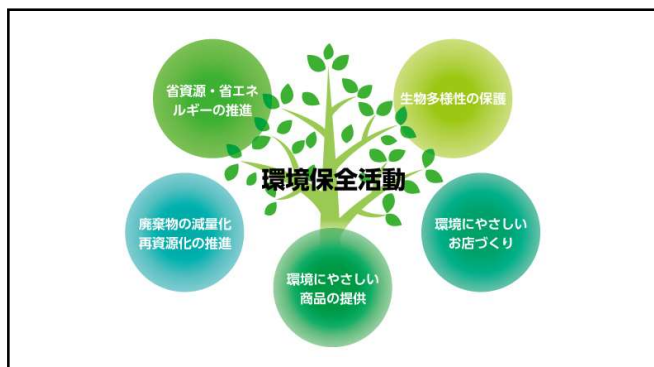 省資源・省エネ
ルギーの推進
生物多様性の保護
環境保全活動
廃棄物の減量化
再資源化の推進
環境にやさしい
お店づくり
環境にやさしい
商品の提供